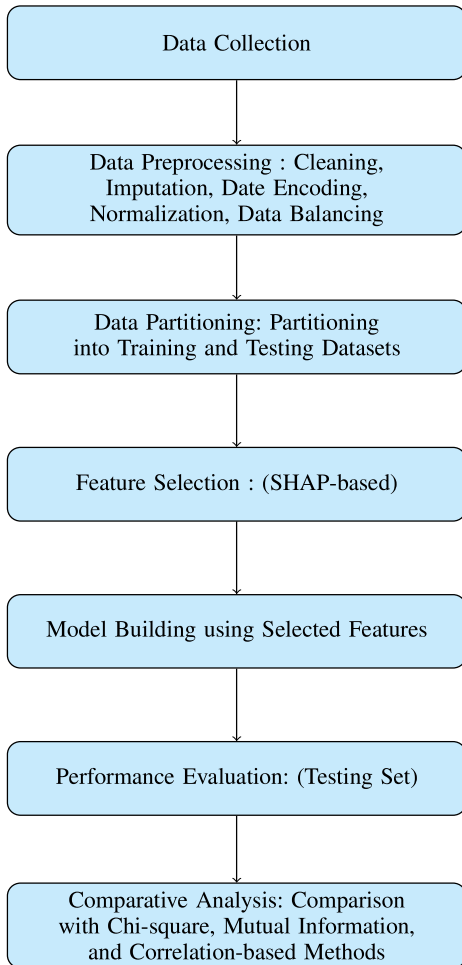 Data Collection
Data Preprocessing : Cleaning,
Imputation, Date Encoding,
Normalization, Data Balancing
Data Partitioning: Partitioning
into Training and Testing Datasets
Feature Selection : (SHAP-based)
Model Building using Selected Features
Performance Evaluation: (Testing Set)
Comparative Analysis: Comparison
with Chi-square, Mutual Information,
and Correlation-based Methods